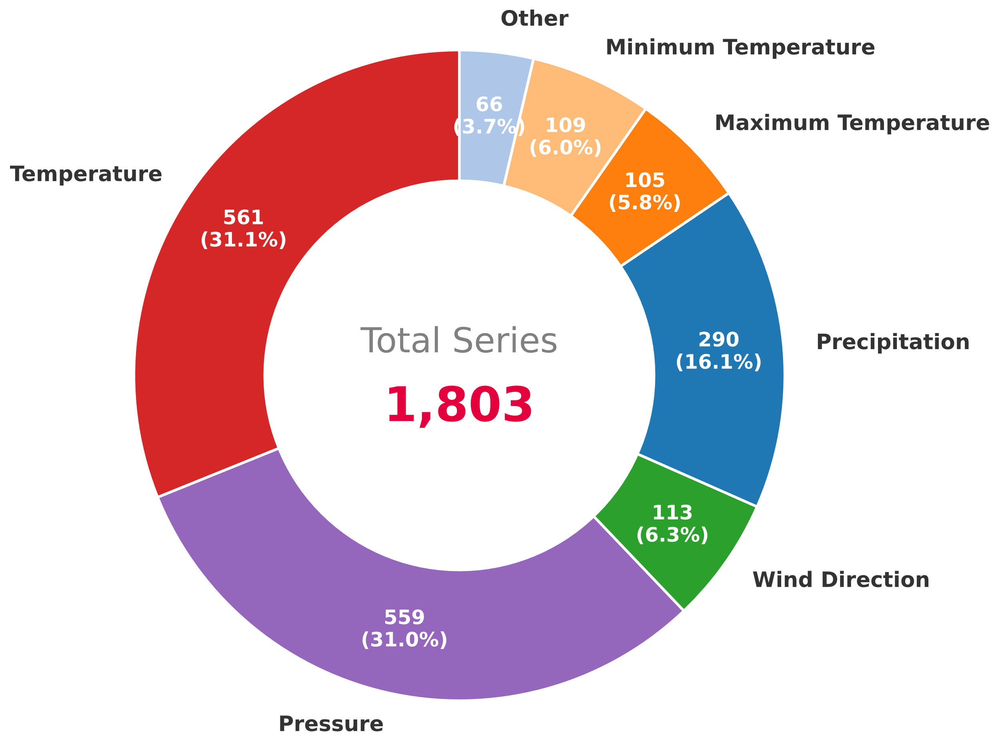 Other
Minimum Temperature
66
(3.7%)
109
(6.0%)
Maximum Temperature
105
(5.8%)
Temperature
561
(31.1%)
Total Series
1,803
290
(16.1%)
Precipitation
113
(6.3%)
Wind Direction
559
(31.0%)
Pressure